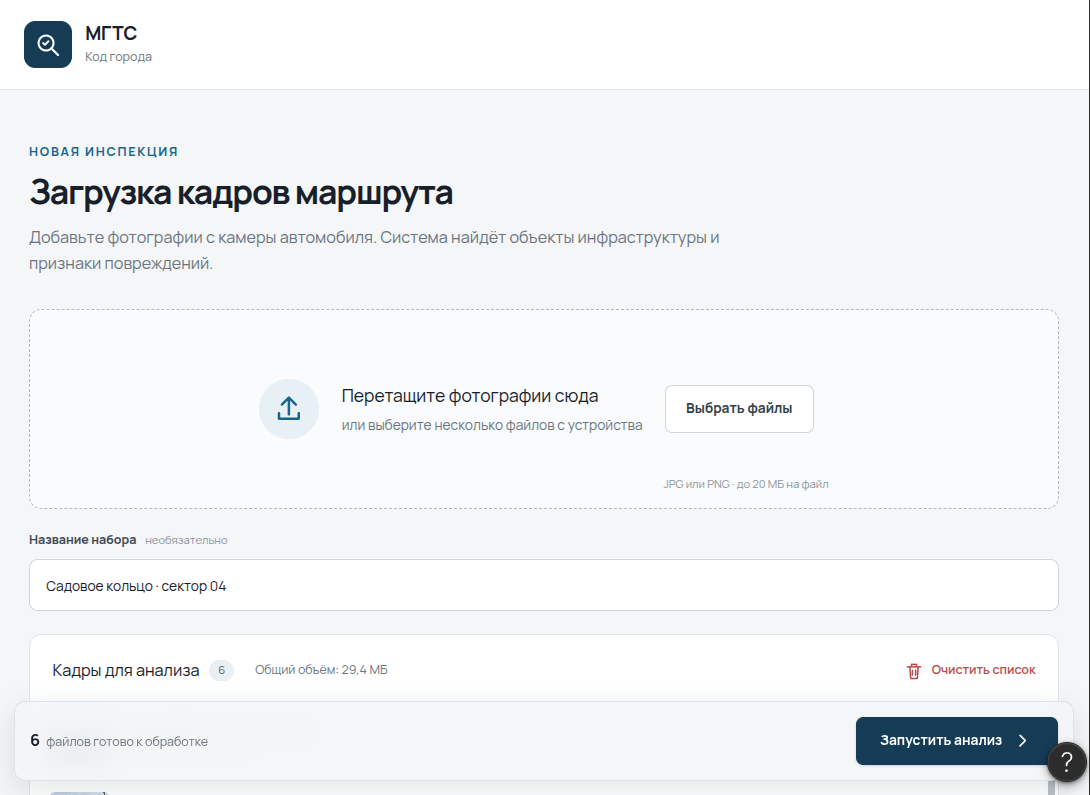 МГТС
Код города
НОВАЯ ИНСПЕКЦИЯ
Загрузка кадров маршрута
Добавьте фотографии с камеры автомобиля. Система найдёт объекты инфраструктуры и
признаки повреждений.
Перетащите фотографии сюда
или выберите несколько файлов с устройства
Выбрать файлы
JPG или PNG · до 20 МБ на файл
Название набора необязательно
Садовое кольцо · сектор 04
Кадры для анализа 6 Общий объём: 29,4 МБ Очистить список
6 файлов готово к обработке Запустить анализ
?